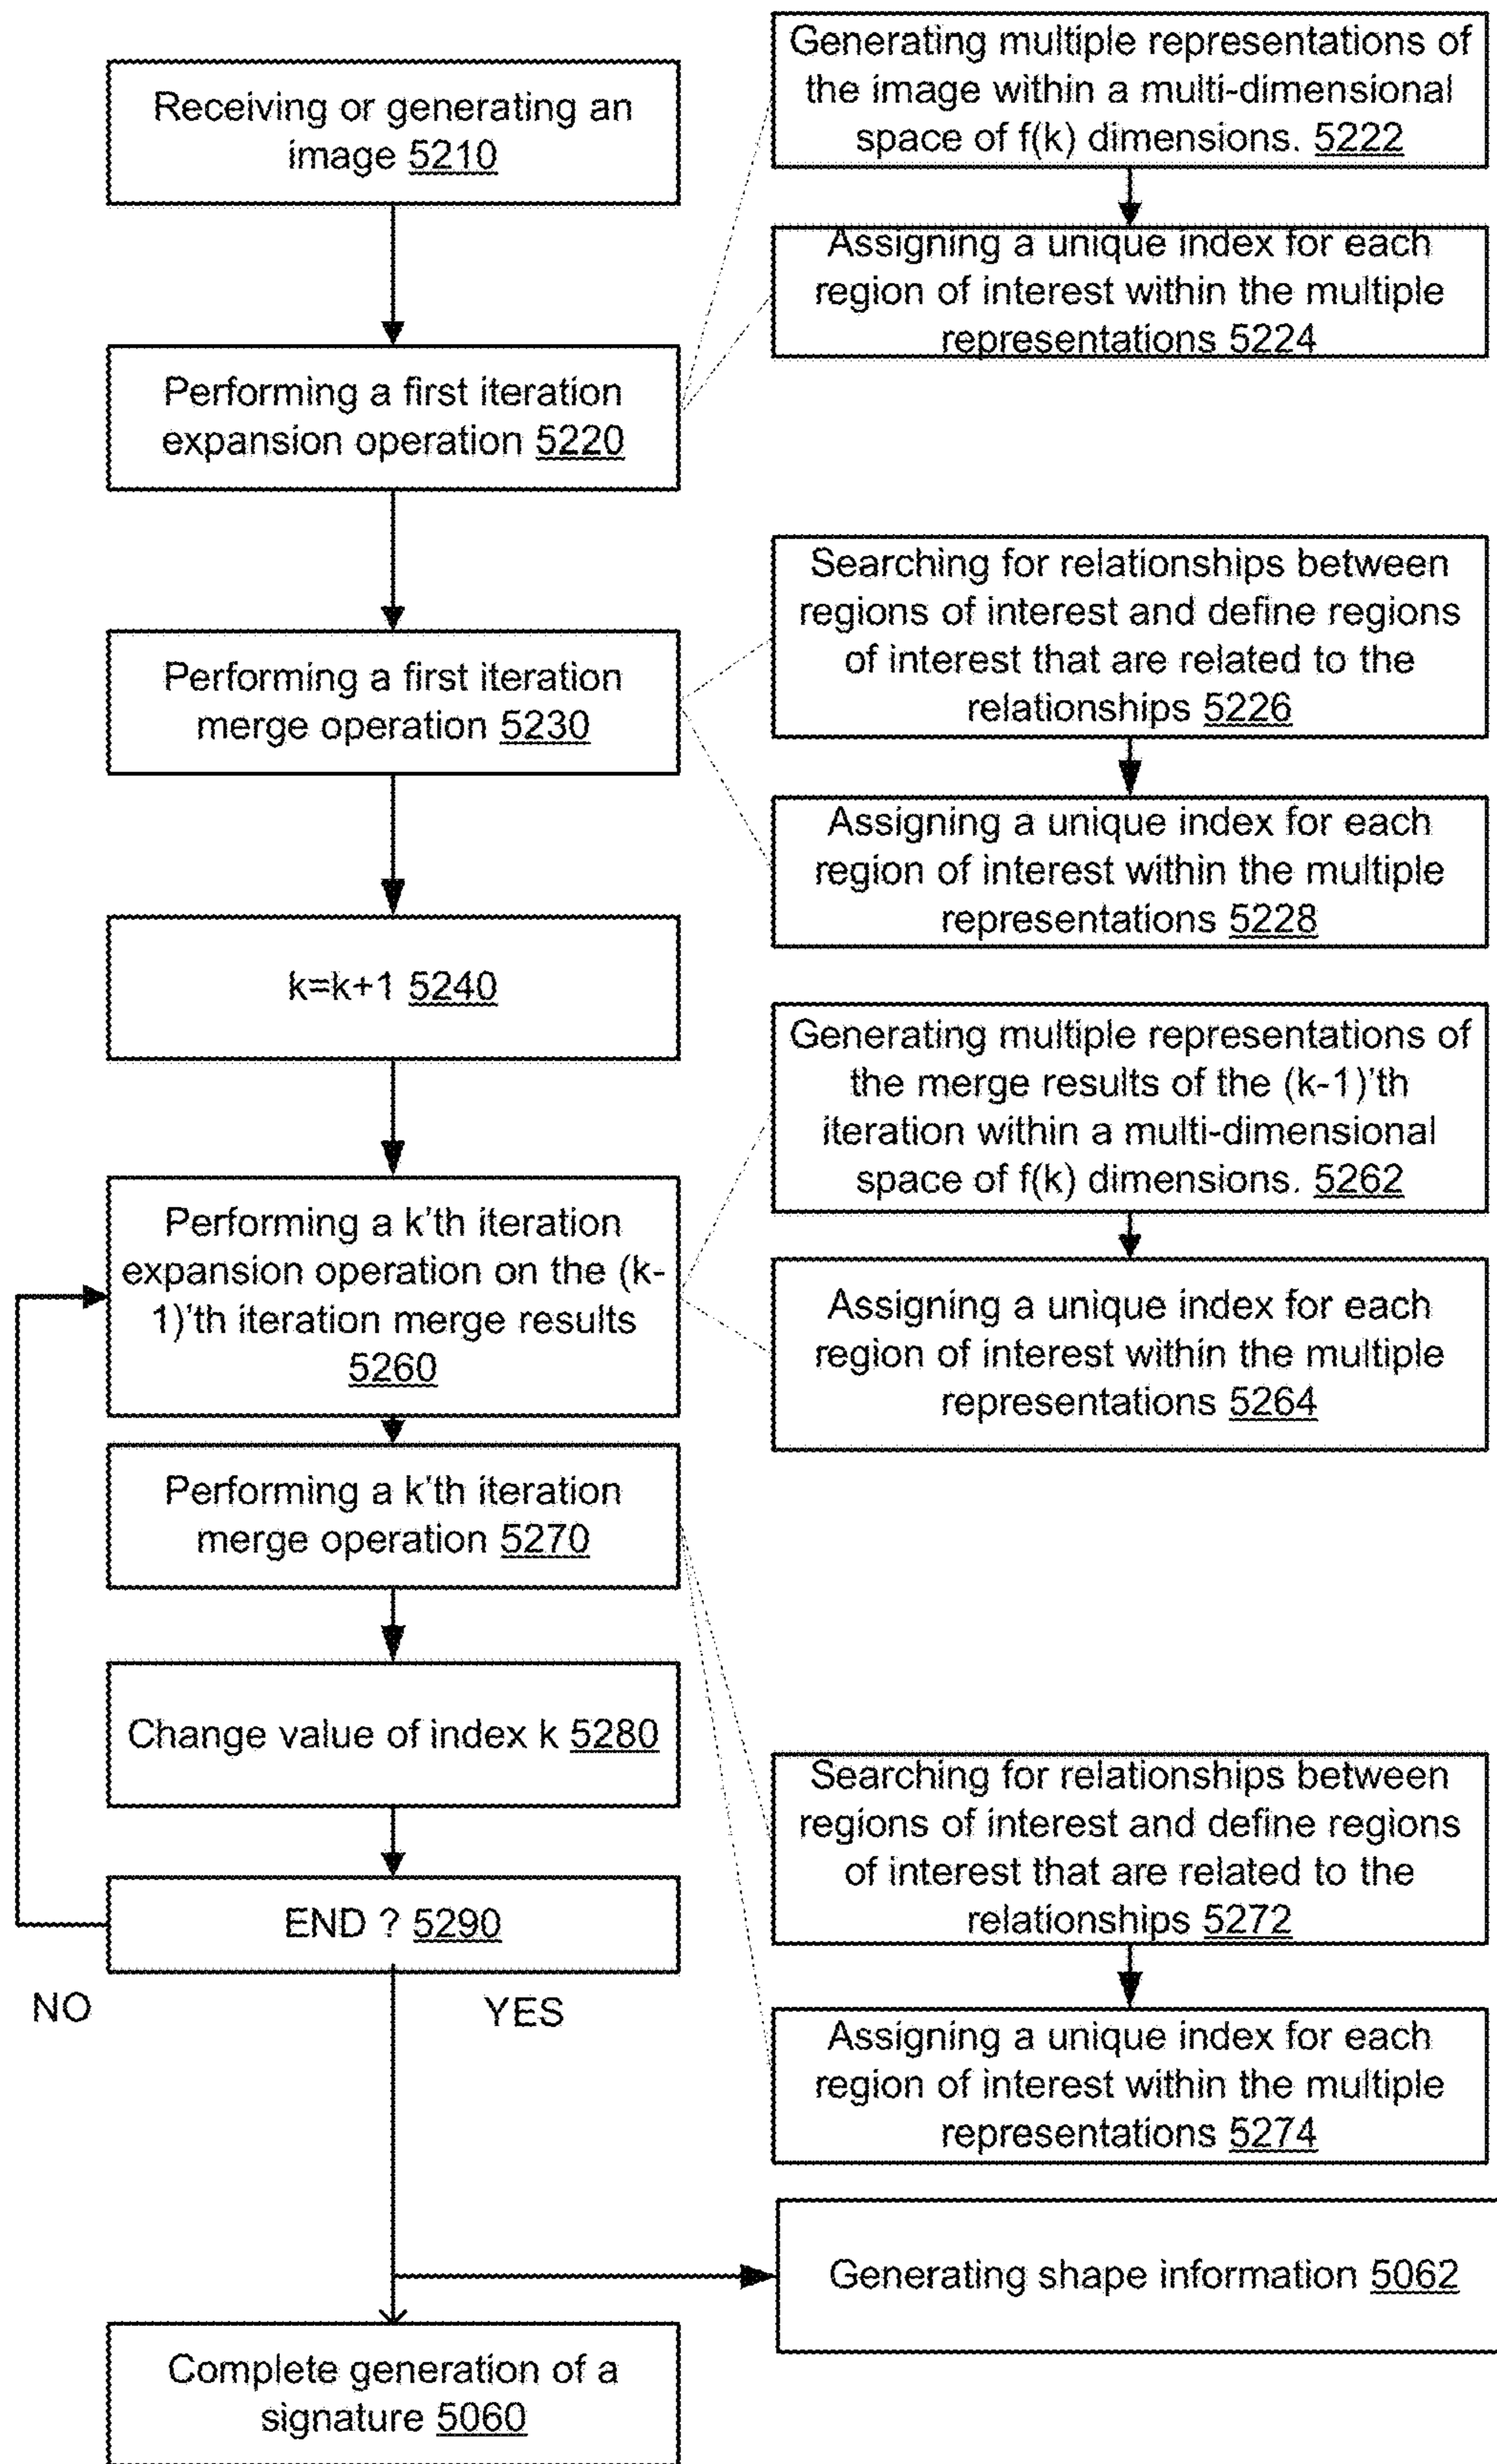 Receiving or generating an
image 5210
Generating multiple representations of
the image within a multi-dimensional
space of f(k) dimensions. 5222
Assigning a unique index for each
region of interest within the multiple
representations 5224
Performing a first iteration
expansion operation 5220
Searching for relationships between
regions of interest and define regions
of interest that are related to the
relationships 5226
Performing a first iteration
merge operation 5230
Assigning a unique index for each
region of interest within the multiple
representations 5228
k=k+1 5240
Generating multiple representations of
the merge results of the (k-1)'th
iteration within a multi-dimensional
space of f(k) dimensions. 5262
Performing a k'th iteration
expansion operation on the (k-
1)'th iteration merge results
5260
Assigning a unique index for each
region of interest within the multiple
representations 5264
Performing a k'th iteration
merge operation 5270
Change value of index k 5280
Searching for relationships between
regions of interest and define regions
of interest that are related to the
relationships 5272
END ? 5290
NO
YES
Assigning a unique index for each
region of interest within the multiple
representations 5274
Generating shape information 5062
Complete generation of a
signature 5060